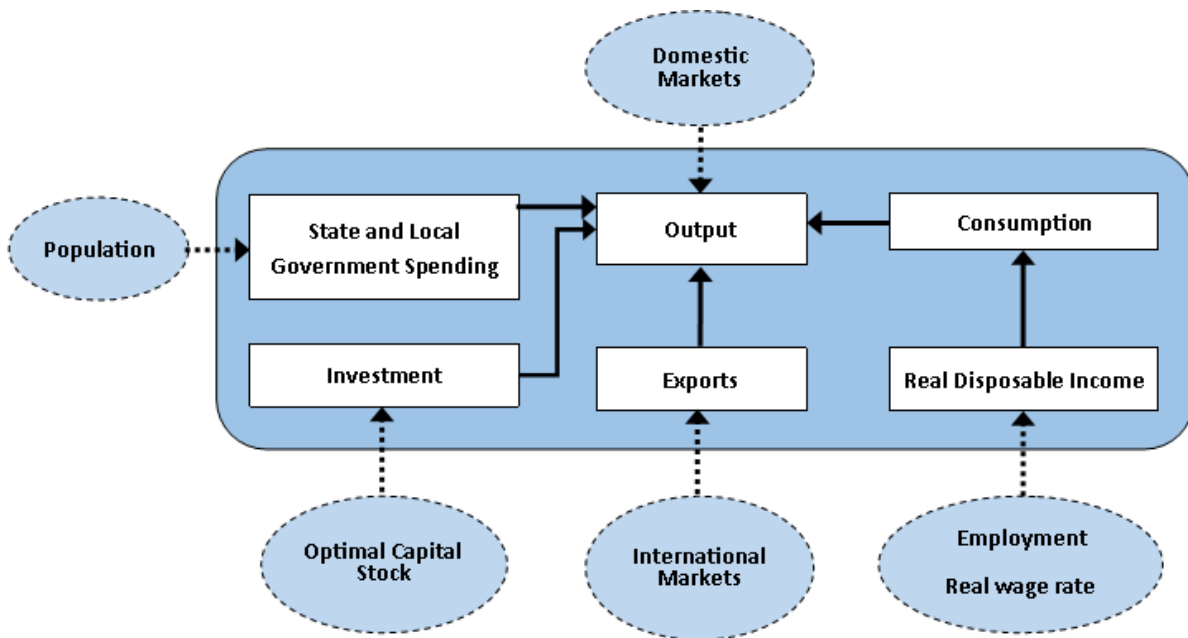 Domestic
Markets
Population
State and Local
Government Spending
Output
Consumption
Investment
Exports
Real Disposable Income
Optimal Capital
Stock
International
Markets
Employment
Real wage rate